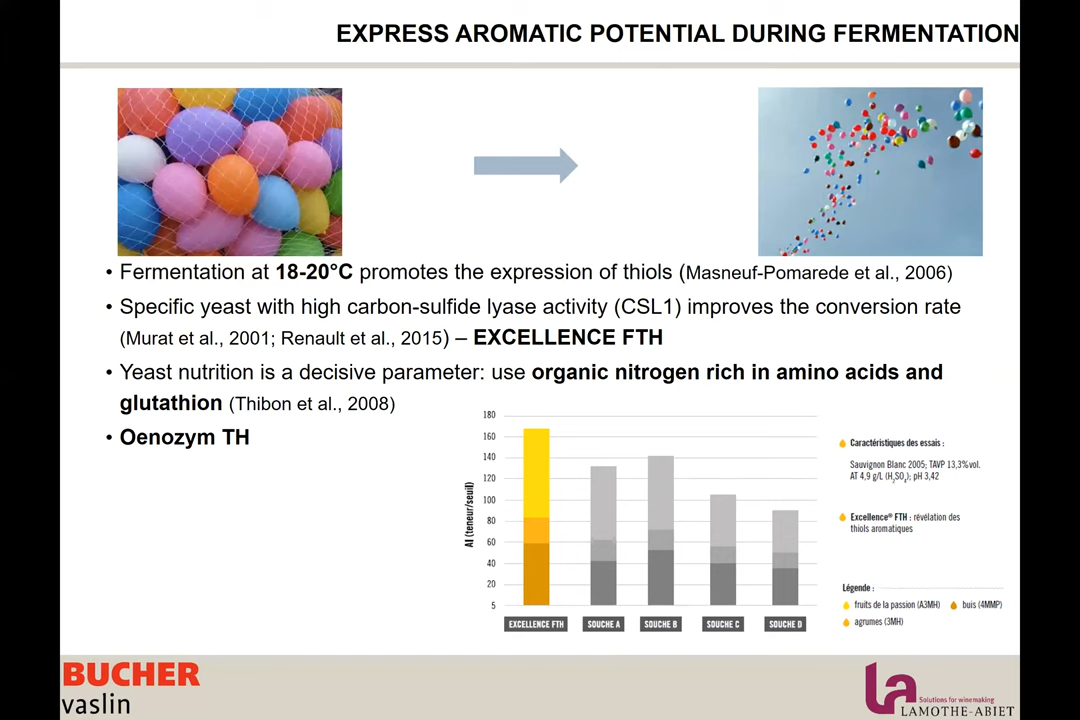 EXPRESS AROMATIC POTENTIAL DURING FERMENTATION
• Fermentation at 18-20°C promotes the expression of thiols (Masneuf-Pomarede et al., 2006)
• Specific yeast with high carbon-sulfide lyase activity (CSL1) improves the conversion rate
(Murat et al., 2001; Renault et al., 2015) – EXCELLENCE FTH
• Yeast nutrition is a decisive parameter: use organic nitrogen rich in amino acids and
glutathion (Thibon et al., 2008)
• Oenozym TH
AI (teneur/seuil)
180
160
140
120
100
80
60
40
20
5
EXCELLENCE FTH SOUCHE A SOUCHE B SOUCHE C SOUCHE D
Caractéristiques des essais :
Sauvignon Blanc 2005; TAVP 13,3%vol.
AT 4,9 g/L (H2SO4); pH 3,42
Excellence® FTH : révélation des
thiols aromatiques
Légende :
fruits de la passion (A3MH) buis (4MMP)
agrumes (3MH)
BUCHER
vaslin
la
Solutions for winemaking
LAMOTHE-ABIET